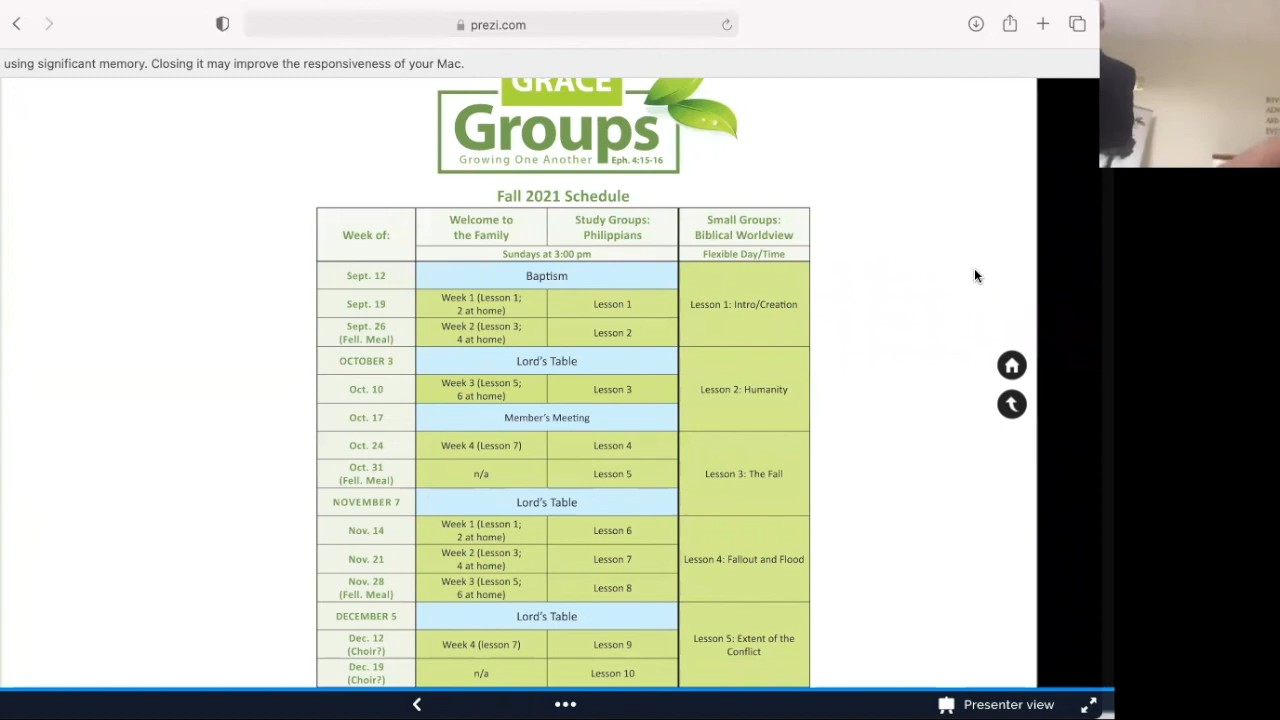 prezi.com
using significant memory. Closing it may improve the responsiveness of your Mac.
GRACE
Groups
Growing One Another Eph. 4:15-16
Fall 2021 Schedule
Week of:
Welcome to
the Family
Study Groups:
Philippians
Small Groups:
Biblical Worldview
Sundays at 3:00 pm
Flexible Day/Time
Sept. 12
Baptism
Lesson 1: Intro/Creation
Sept. 19
Week 1 (Lesson 1;
2 at home)
Lesson 1
Sept. 26
(Fell. Meal)
Week 2 (Lesson 3;
4 at home)
Lesson 2
OCTOBER 3
Lord's Table
Lesson 2: Humanity
Oct. 10
Week 3 (Lesson 5;
6 at home)
Lesson 3
Oct. 17
Member's Meeting
Oct. 24
Week 4 (Lesson 7)
Lesson 4
Lesson 3: The Fall
Oct. 31
(Fell. Meal)
n/a
Lesson 5
NOVEMBER 7
Lord's Table
Nov. 14
Week 1 (Lesson 1;
2 at home)
Lesson 6
Lesson 4: Fallout and Flood
Nov. 21
Week 2 (Lesson 3;
4 at home)
Lesson 7
Nov. 28
(Fell. Meal)
Week 3 (Lesson 5;
6 at home)
Lesson 8
DECEMBER 5
Lord's Table
Lesson 5: Extent of the
Conflict
Dec. 12
(Choir?)
Week 4 (lesson 7)
Lesson 9
Dec. 19
(Choir?)
n/a
Lesson 10
Presenter view